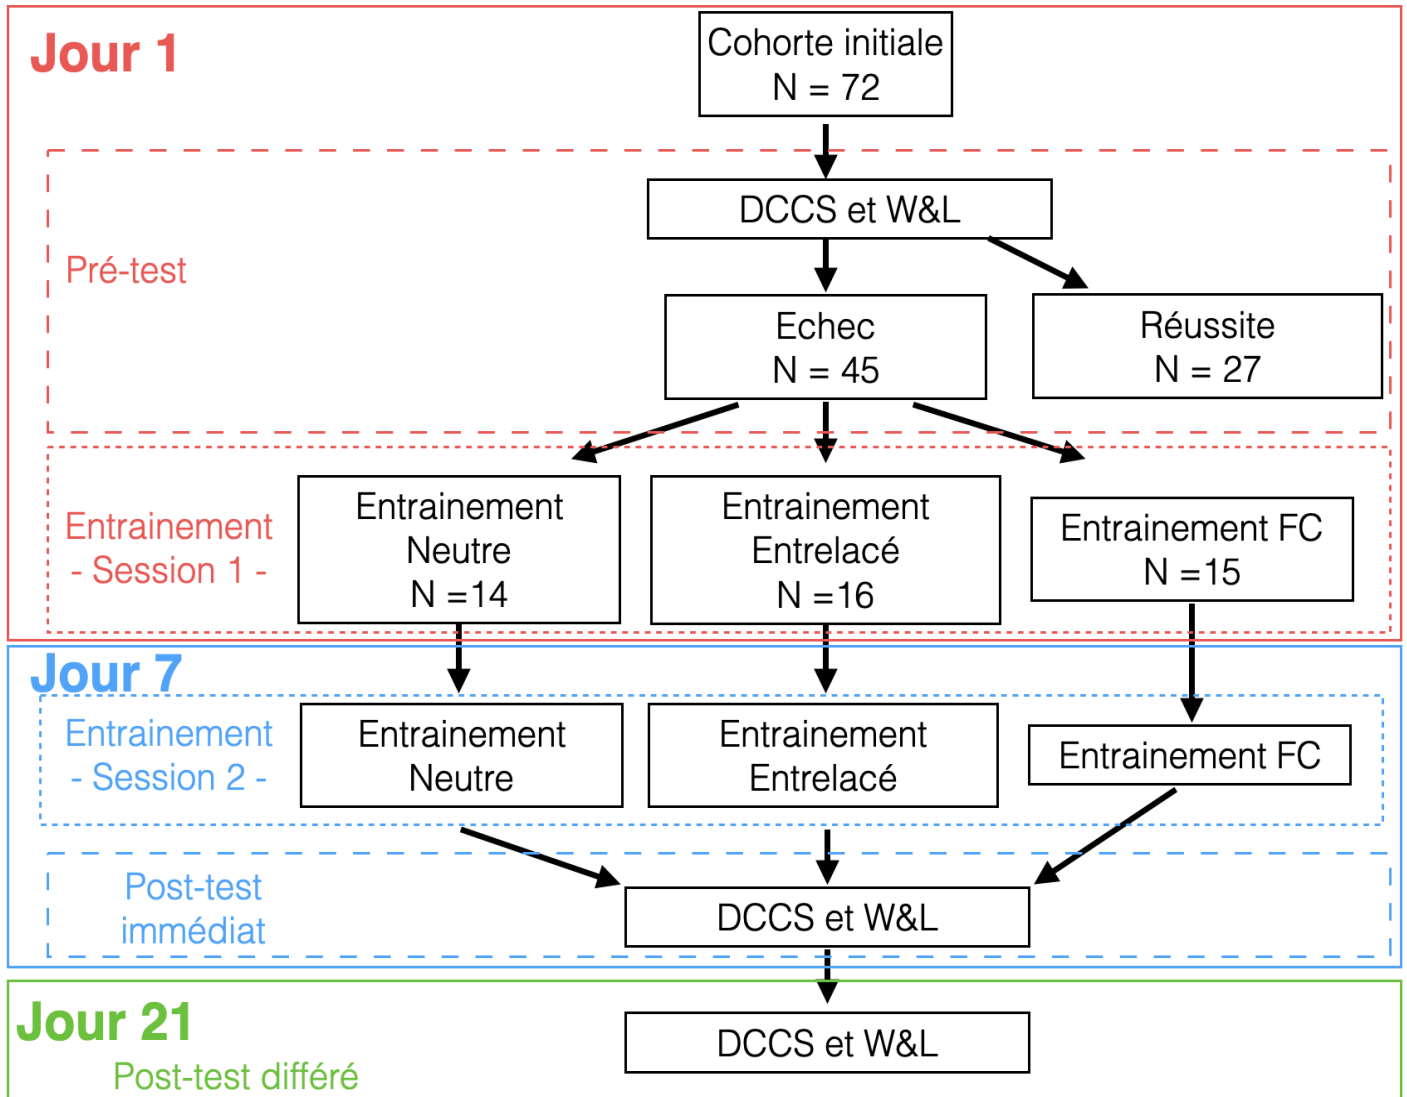 Jour 1
Cohorte initiale
N = 72
DCCS et W&L
Pré-test
Echec
N = 45
Réussite
N = 27
Entrainement
- Session 1 -
Entrainement
Neutre
N =14
Entrainement
Entrelacé
N =16
Entrainement FC
N =15
Jour 7
Entrainement
- Session 2 -
Entrainement
Neutre
Entrainement
Entrelacé
Entrainement FC
Post-test
immédiat
DCCS et W&L
Jour 21
DCCS et W&L
Post-test différé